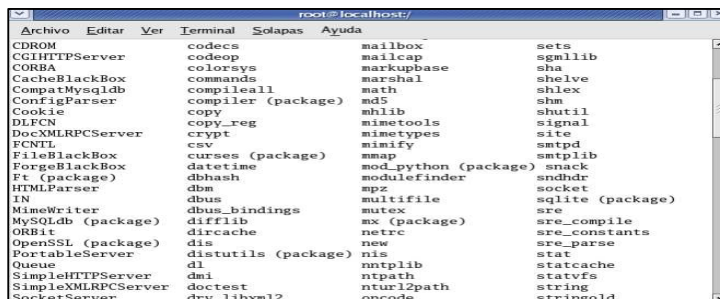 root@localhost:/
Archivo Editar Ver Terminal Solapas Ayuda
CDROM codecs mailbox sets
CGIHTTPServer codeop mailcap sgmllib
CORBA colorsys markupbase sha
CacheBlackBox commands marshal shelve
CompatMysqldb compileall math shlex
ConfigParser compiler (package) md5 shm
Cookie copy mhlib shutil
DLFCN copy_reg mimetools signal
DocXMLRPCServer crypt mimetypes site
FCNTL csv mimify smtpd
FileBlackBox curses (package) mmap smtplib
ForgeBlackBox datetime mod_python (package) snack
Ft (package) dbhash modulefinder sndhdr
HTMLParser dbm mpz socket
IN dbus multifile sqlite (package)
MimeWriter dbus_bindings mutex sre
MySQLdb (package) difflib mx (package) sre_compile
ORBit dircache netrc sre_constants
OpenSSL (package) dis new sre_parse
PortableServer distutils (package) nis stat
Queue dl nntplib statcache
SimpleHTTPServer dmi ntpath statvfs
SimpleXMLRPCServer doctest nturl2path string
SocketServer drv_libxml2 opcode stringold